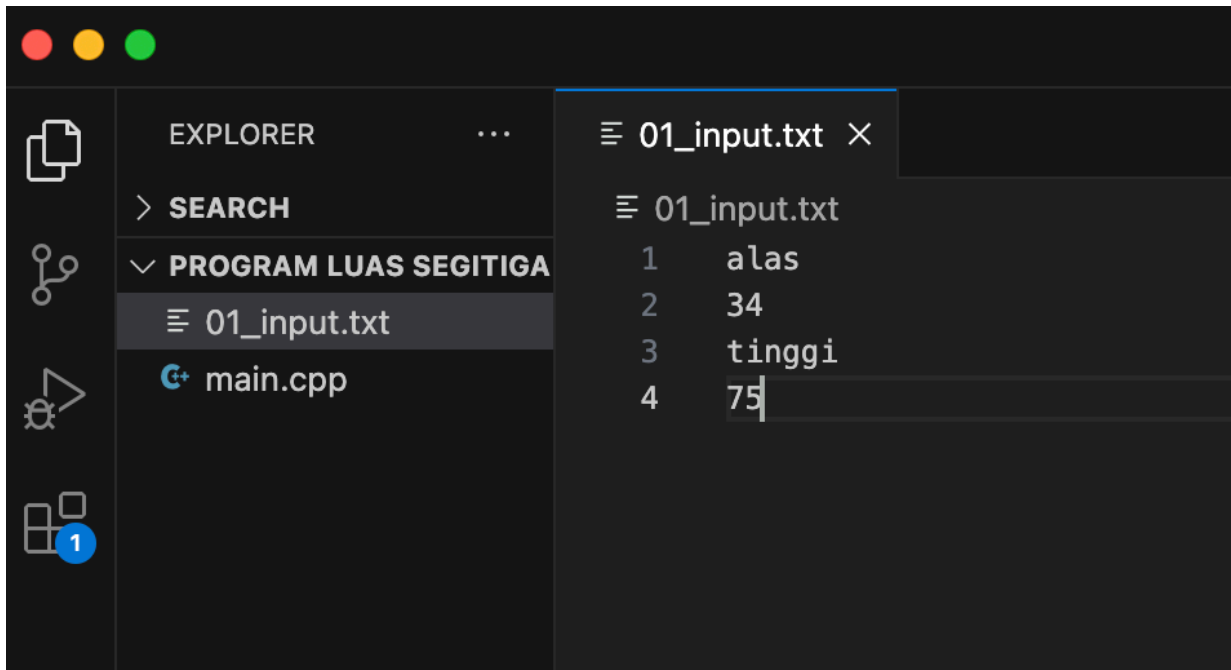 EXPLORER ...
SEARCH
PROGRAM LUAS SEGITIGA
01_input.txt
main.cpp
1
01_input.txt
01_input.txt
1 alas
2 34
3 tinggi
4 75